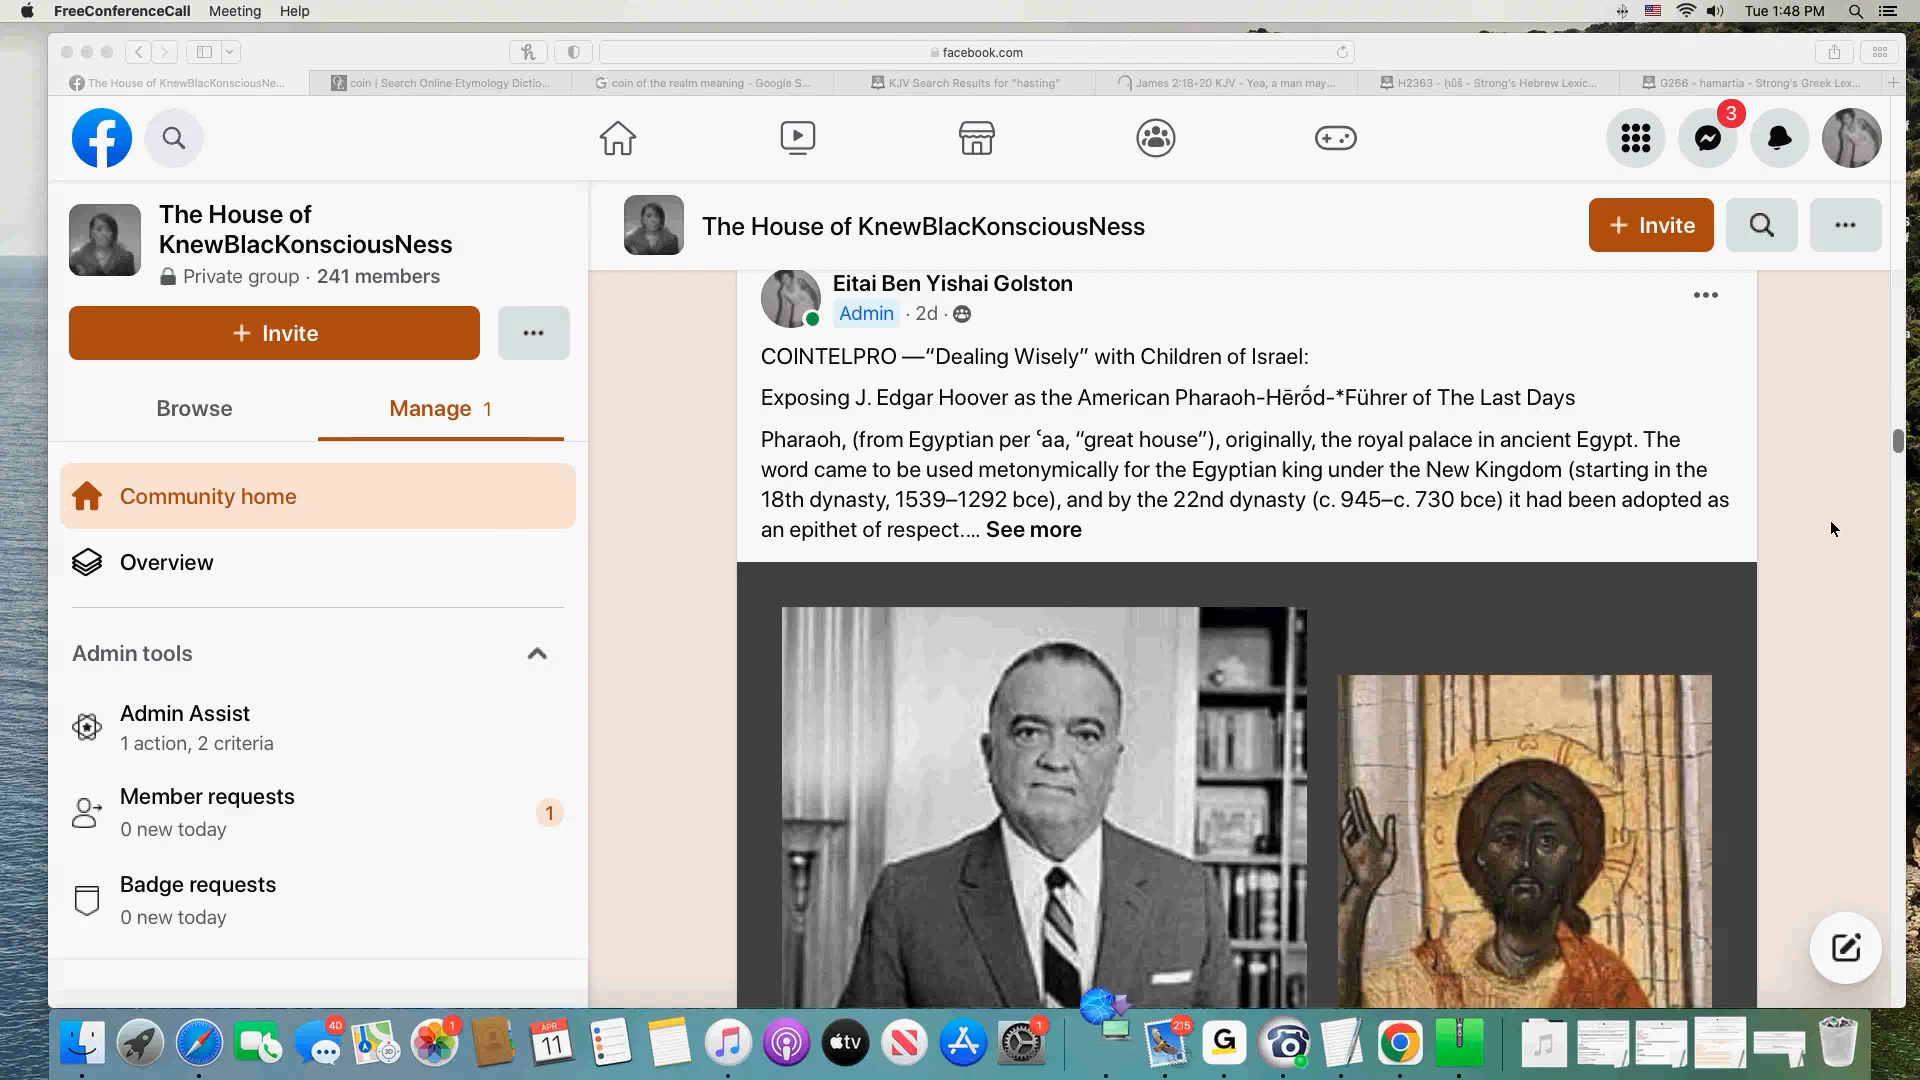 FreeConferenceCall Meeting Help
Tue 1:48 PM
facebook.com
The House of KnewBlacKonsciousNe...
coin | Search Online Etymology Dictio...
coin of the realm meaning - Google S...
KJV Search Results for "hasting"
James 2:18-20 KJV - Yea, a man may...
H2363 - ḥûš - Strong's Hebrew Lexic...
G266 - hamartia - Strong's Greek Lex...
3
The House of
KnewBlacKonsciousNess
Private group · 241 members
+ Invite
...
Browse
Manage 1
Community home
Overview
Admin tools
Admin Assist
1 action, 2 criteria
Member requests
0 new today
1
Badge requests
0 new today
The House of KnewBlacKonsciousNess
+ Invite
...
Eitai Ben Yishai Golston
...
Admin · 2d ·
COINTELPRO —“Dealing Wisely” with Children of Israel:
Exposing J. Edgar Hoover as the American Pharaoh-Hērṓd-*Führer of The Last Days
Pharaoh, (from Egyptian per ʿaa, “great house”), originally, the royal palace in ancient Egypt. The
word came to be used metonymically for the Egyptian king under the New Kingdom (starting in the
18th dynasty, 1539–1292 bce), and by the 22nd dynasty (c. 945–c. 730 bce) it had been adopted as
an epithet of respect.... See more
40
3D
1
APR
11
tv
1
215
G